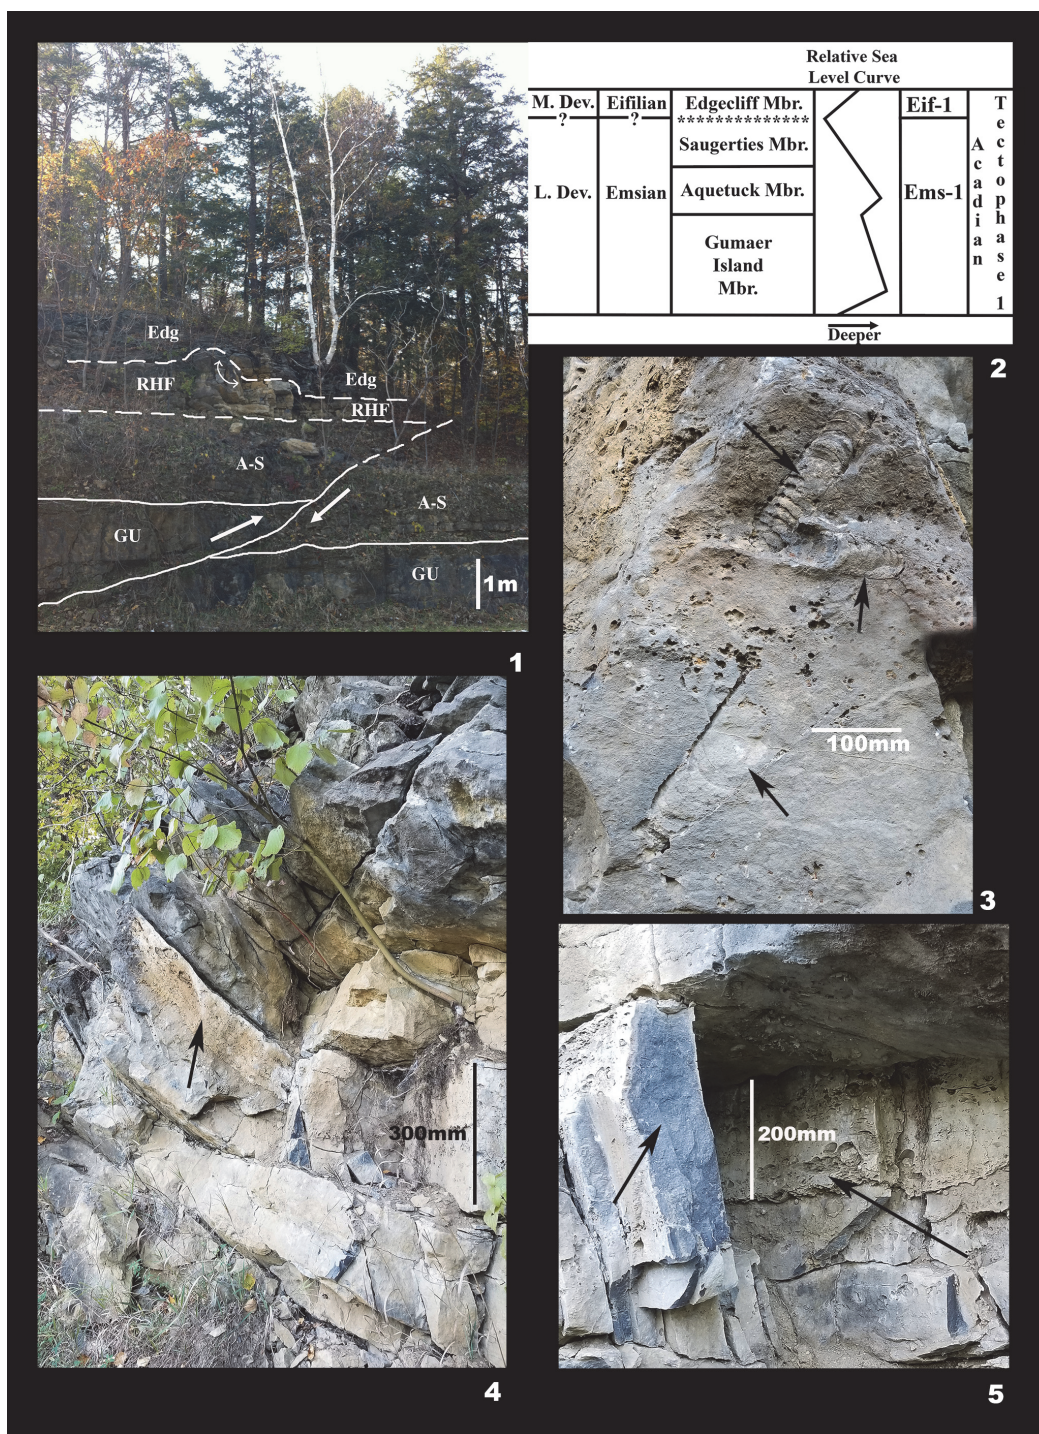 Edg
RHF
Edg
RHF
A-S
A-S
GU
GU
1m
1
Relative Sea
Level Curve
M. Dev.
Eifilian
Edgecliff Mbr.
Eif-1
?
?
**************
Saugerties Mbr.
L. Dev.
Emsian
Aquetuck Mbr.
Ems-1
Gumaer
Island
Mbr.
Acadian
Tectophase 1
Deeper
2
100mm
3
300mm
4
200mm
5